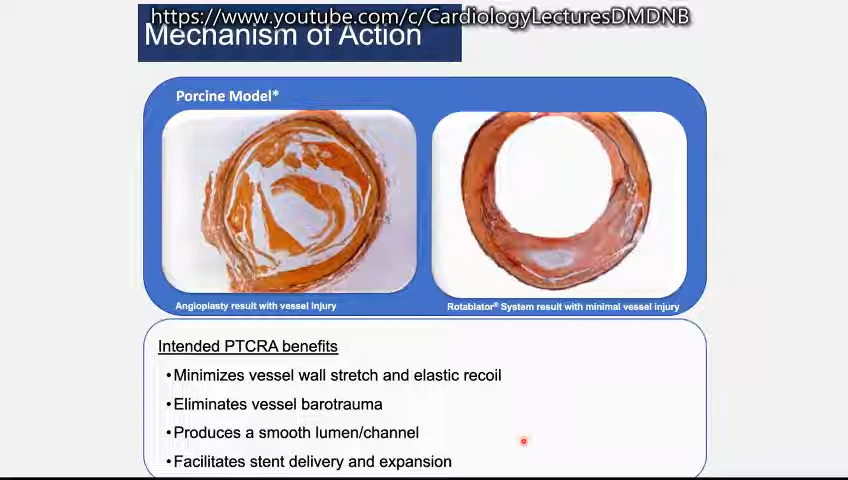 https://www.youtube.com/c/CardiologyLecturesDMDNB
Mechanism of Action
Porcine Model*
Angioplasty result with vessel injury
Rotablator® System result with minimal vessel injury
Intended PTCRA benefits
•Minimizes vessel wall stretch and elastic recoil
•Eliminates vessel barotrauma
•Produces a smooth lumen/channel
•Facilitates stent delivery and expansion